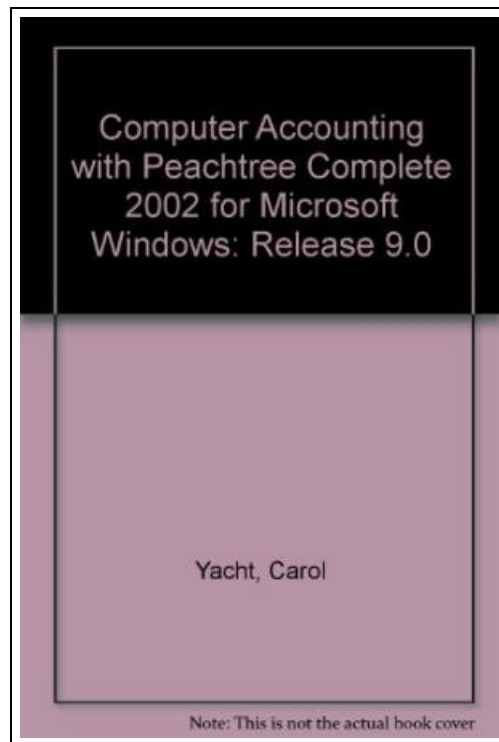 Computer Accounting
with Peachtree Complete
2002 for Microsoft
Windows: Release 9.0
Yacht, Carol
Note: This is not the actual book cover